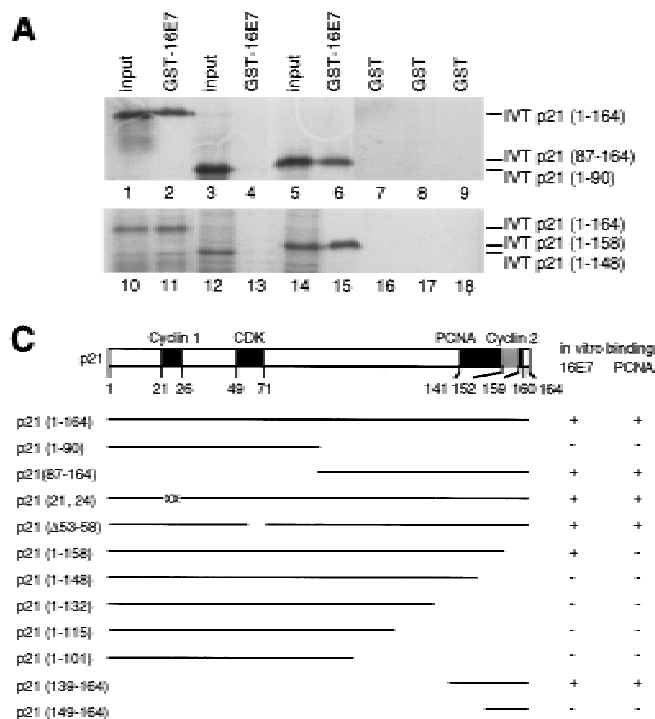 A
input GST-16E7 input GST-16E7 input GST-16E7 GST GST GST
IVT p21 (1-164)
IVT p21 (87-164)
IVT p21 (1-90)
1 2 3 4 5 6 7 8 9
IVT p21 (1-164)
IVT p21 (1-158)
IVT p21 (1-148)
10 11 12 13 14 15 16 17 18
C
Cyclin 1 CDK PCNA Cyclin 2
in vitro binding:
p21
16E7 PCNA
1 21 26 49 71 141 152 159 160 164
p21 (1-164) + +
p21 (1-90) - -
p21(87-164) + +
p21 (21, 24) xx + +
p21 (Δ53-58) + +
p21 (1-158) + -
p21 (1-148) - -
p21 (1-132) - -
p21 (1-115) - -
p21 (1-101) - -
p21 (139-164) + +
p21 (149-164) - -